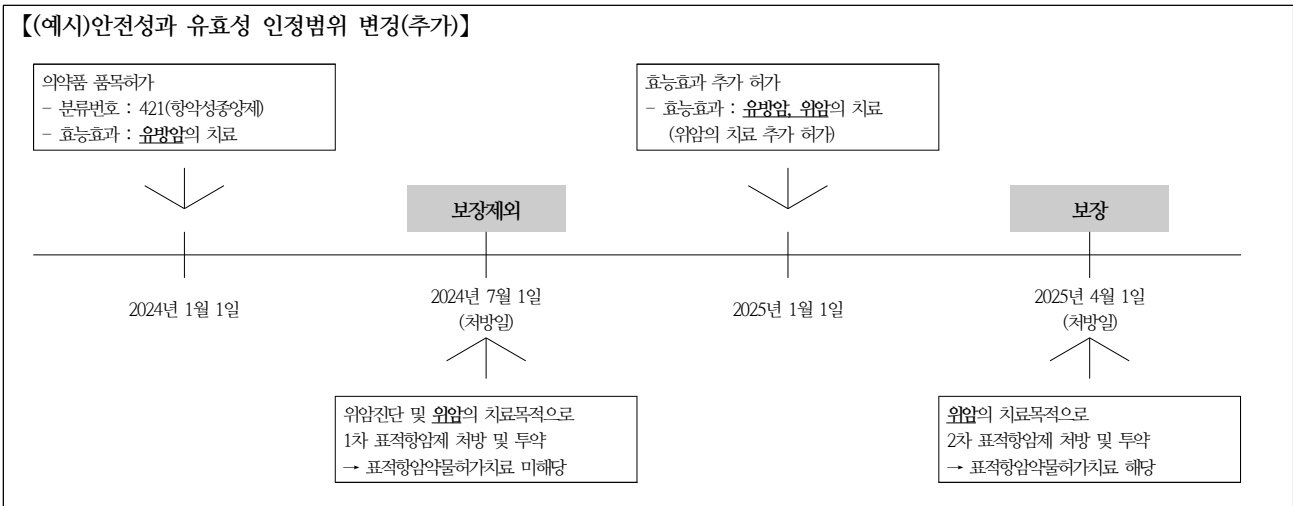 【(예시)안전성과 유효성 인정범위 변경(추가)】
의약품 품목허가
- 분류번호 : 421(항악성종양제)
- 효능효과 : 유방암의 치료
효능효과 추가 허가
- 효능효과 : 유방암, 위암의 치료
(위암의 치료 추가 허가)
보장제외
보장
2024년 1월 1일
2024년 7월 1일
(처방일)
2025년 1월 1일
2025년 4월 1일
(처방일)
위암진단 및 위암의 치료목적으로
1차 표적항암제 처방 및 투약
→ 표적항암약물허가치료 미해당
위암의 치료목적으로
2차 표적항암제 처방 및 투약
→ 표적항암약물허가치료 해당